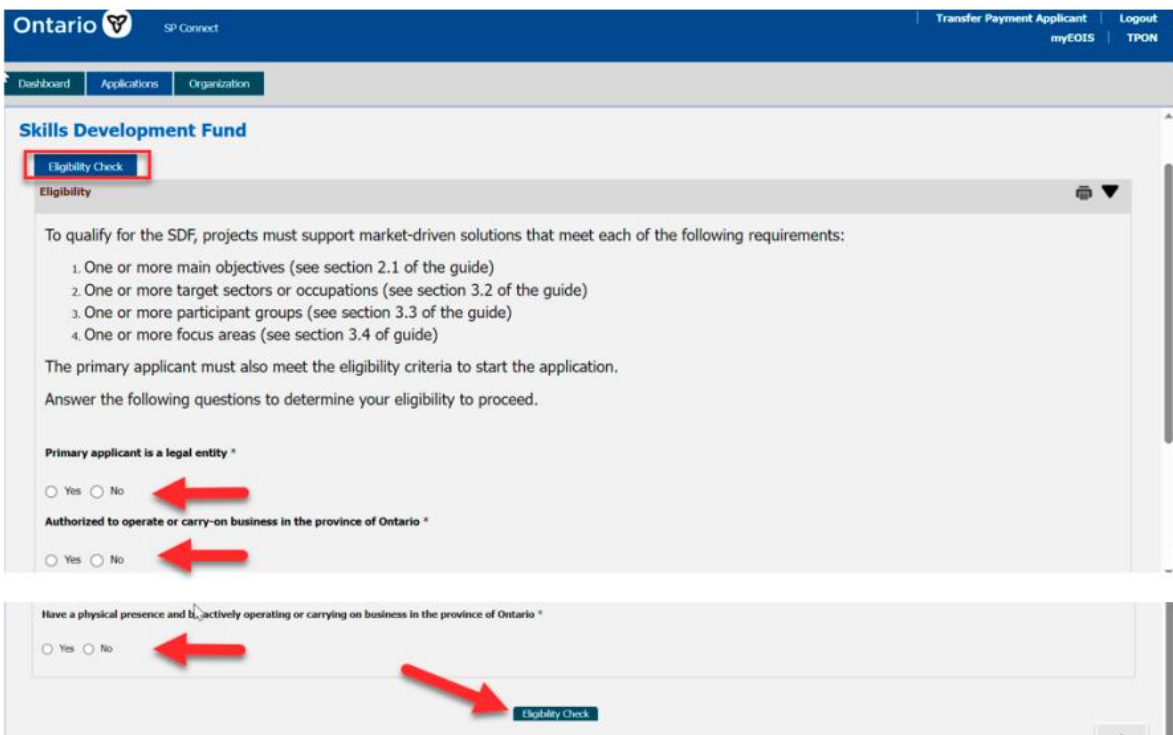 Ontario SP Connect Transfer Payment Applicant Logout
myEOIS TPON
Dashboard Applications Organization
Skills Development Fund
Eligibility Check
Eligibility
To qualify for the SDF, projects must support market-driven solutions that meet each of the following requirements:
1. One or more main objectives (see section 2.1 of the guide)
2. One or more target sectors or occupations (see section 3.2 of the guide)
3. One or more participant groups (see section 3.3 of the guide)
4. One or more focus areas (see section 3.4 of guide)
The primary applicant must also meet the eligibility criteria to start the application.
Answer the following questions to determine your eligibility to proceed.
Primary applicant is a legal entity *
Yes No
Authorized to operate or carry-on business in the province of Ontario *
Yes No
Have a physical presence and actively operating or carrying on business in the province of Ontario *
Yes No
Eligibility Check